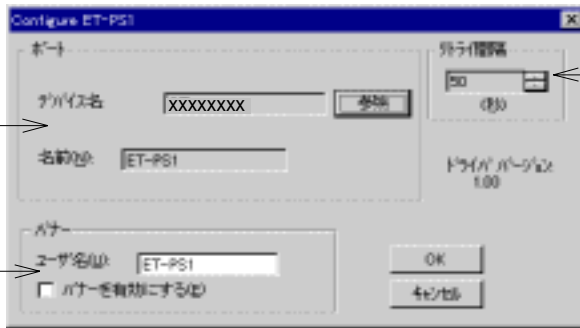 Configure ET-PS1
ポート
リトライ間隔
デバイス名:
XXXXXXXX
参照
50
(秒)
名前(N):
ET-PS1
ドライバ バージョン:
1.00
バナー
ユーザ名(U):
ET-PS1
バナーを有効にする(E)
OK
キャンセル